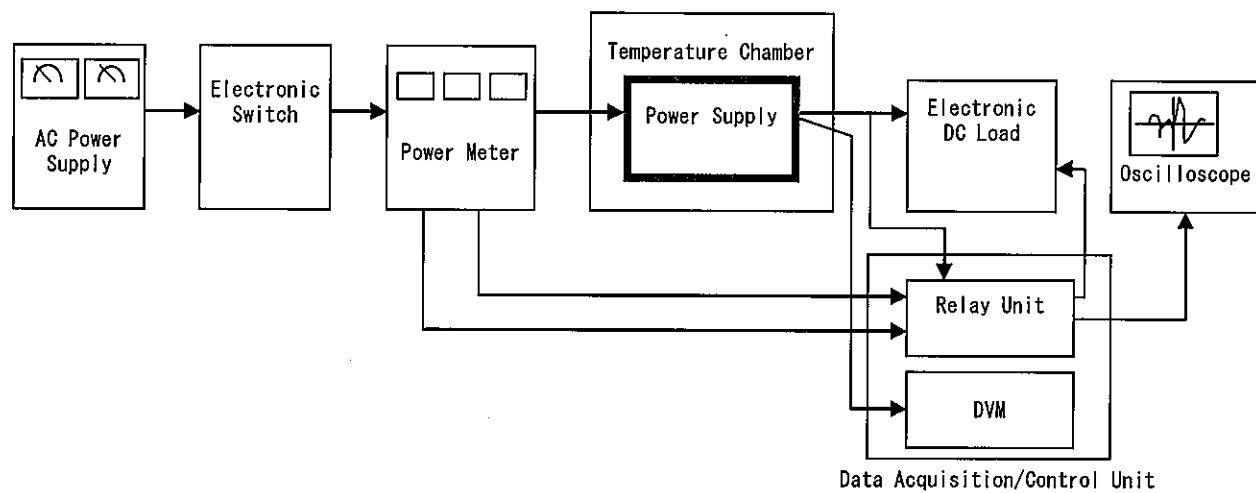 AC Power
Supply
Electronic
Switch
Power Meter
Temperature Chamber
Power Supply
Electronic
DC Load
Oscilloscope
Relay Unit
DVM
Data Acquisition/Control Unit